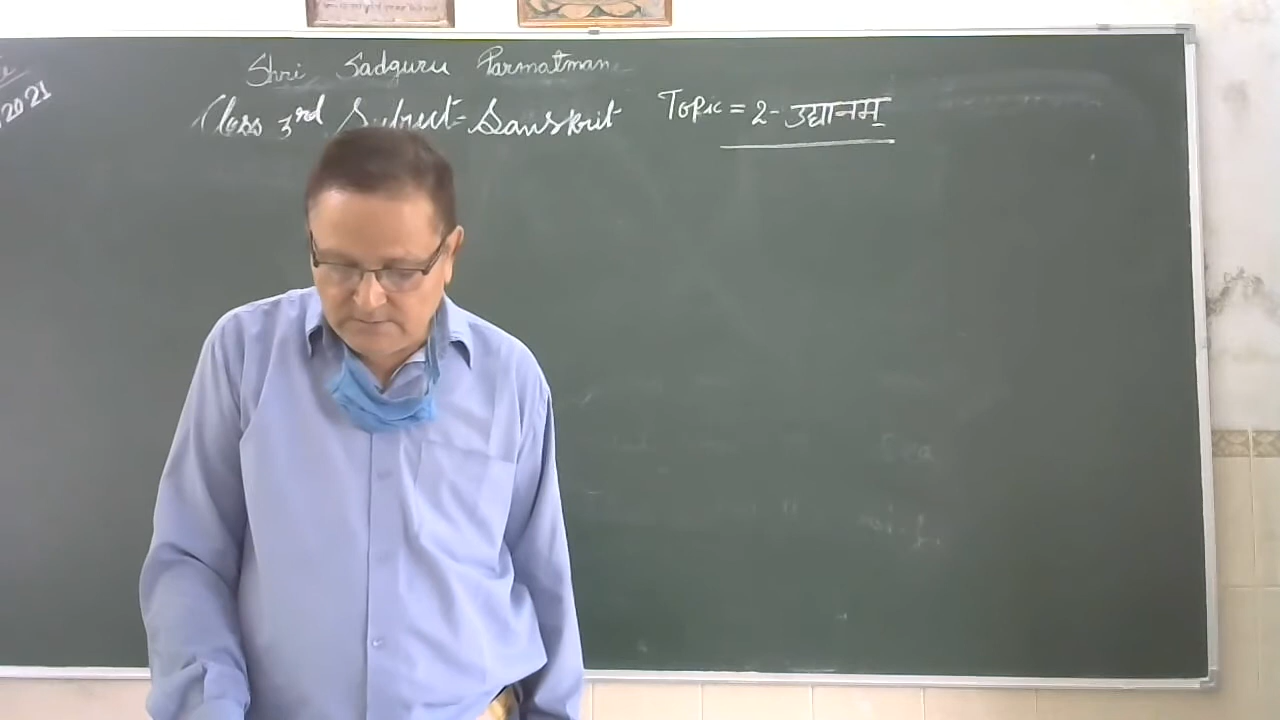 Shri Sadguru Parmatman
2021
Class 3rd Subject-Sanskrit Topic = 2- उद्यानम्